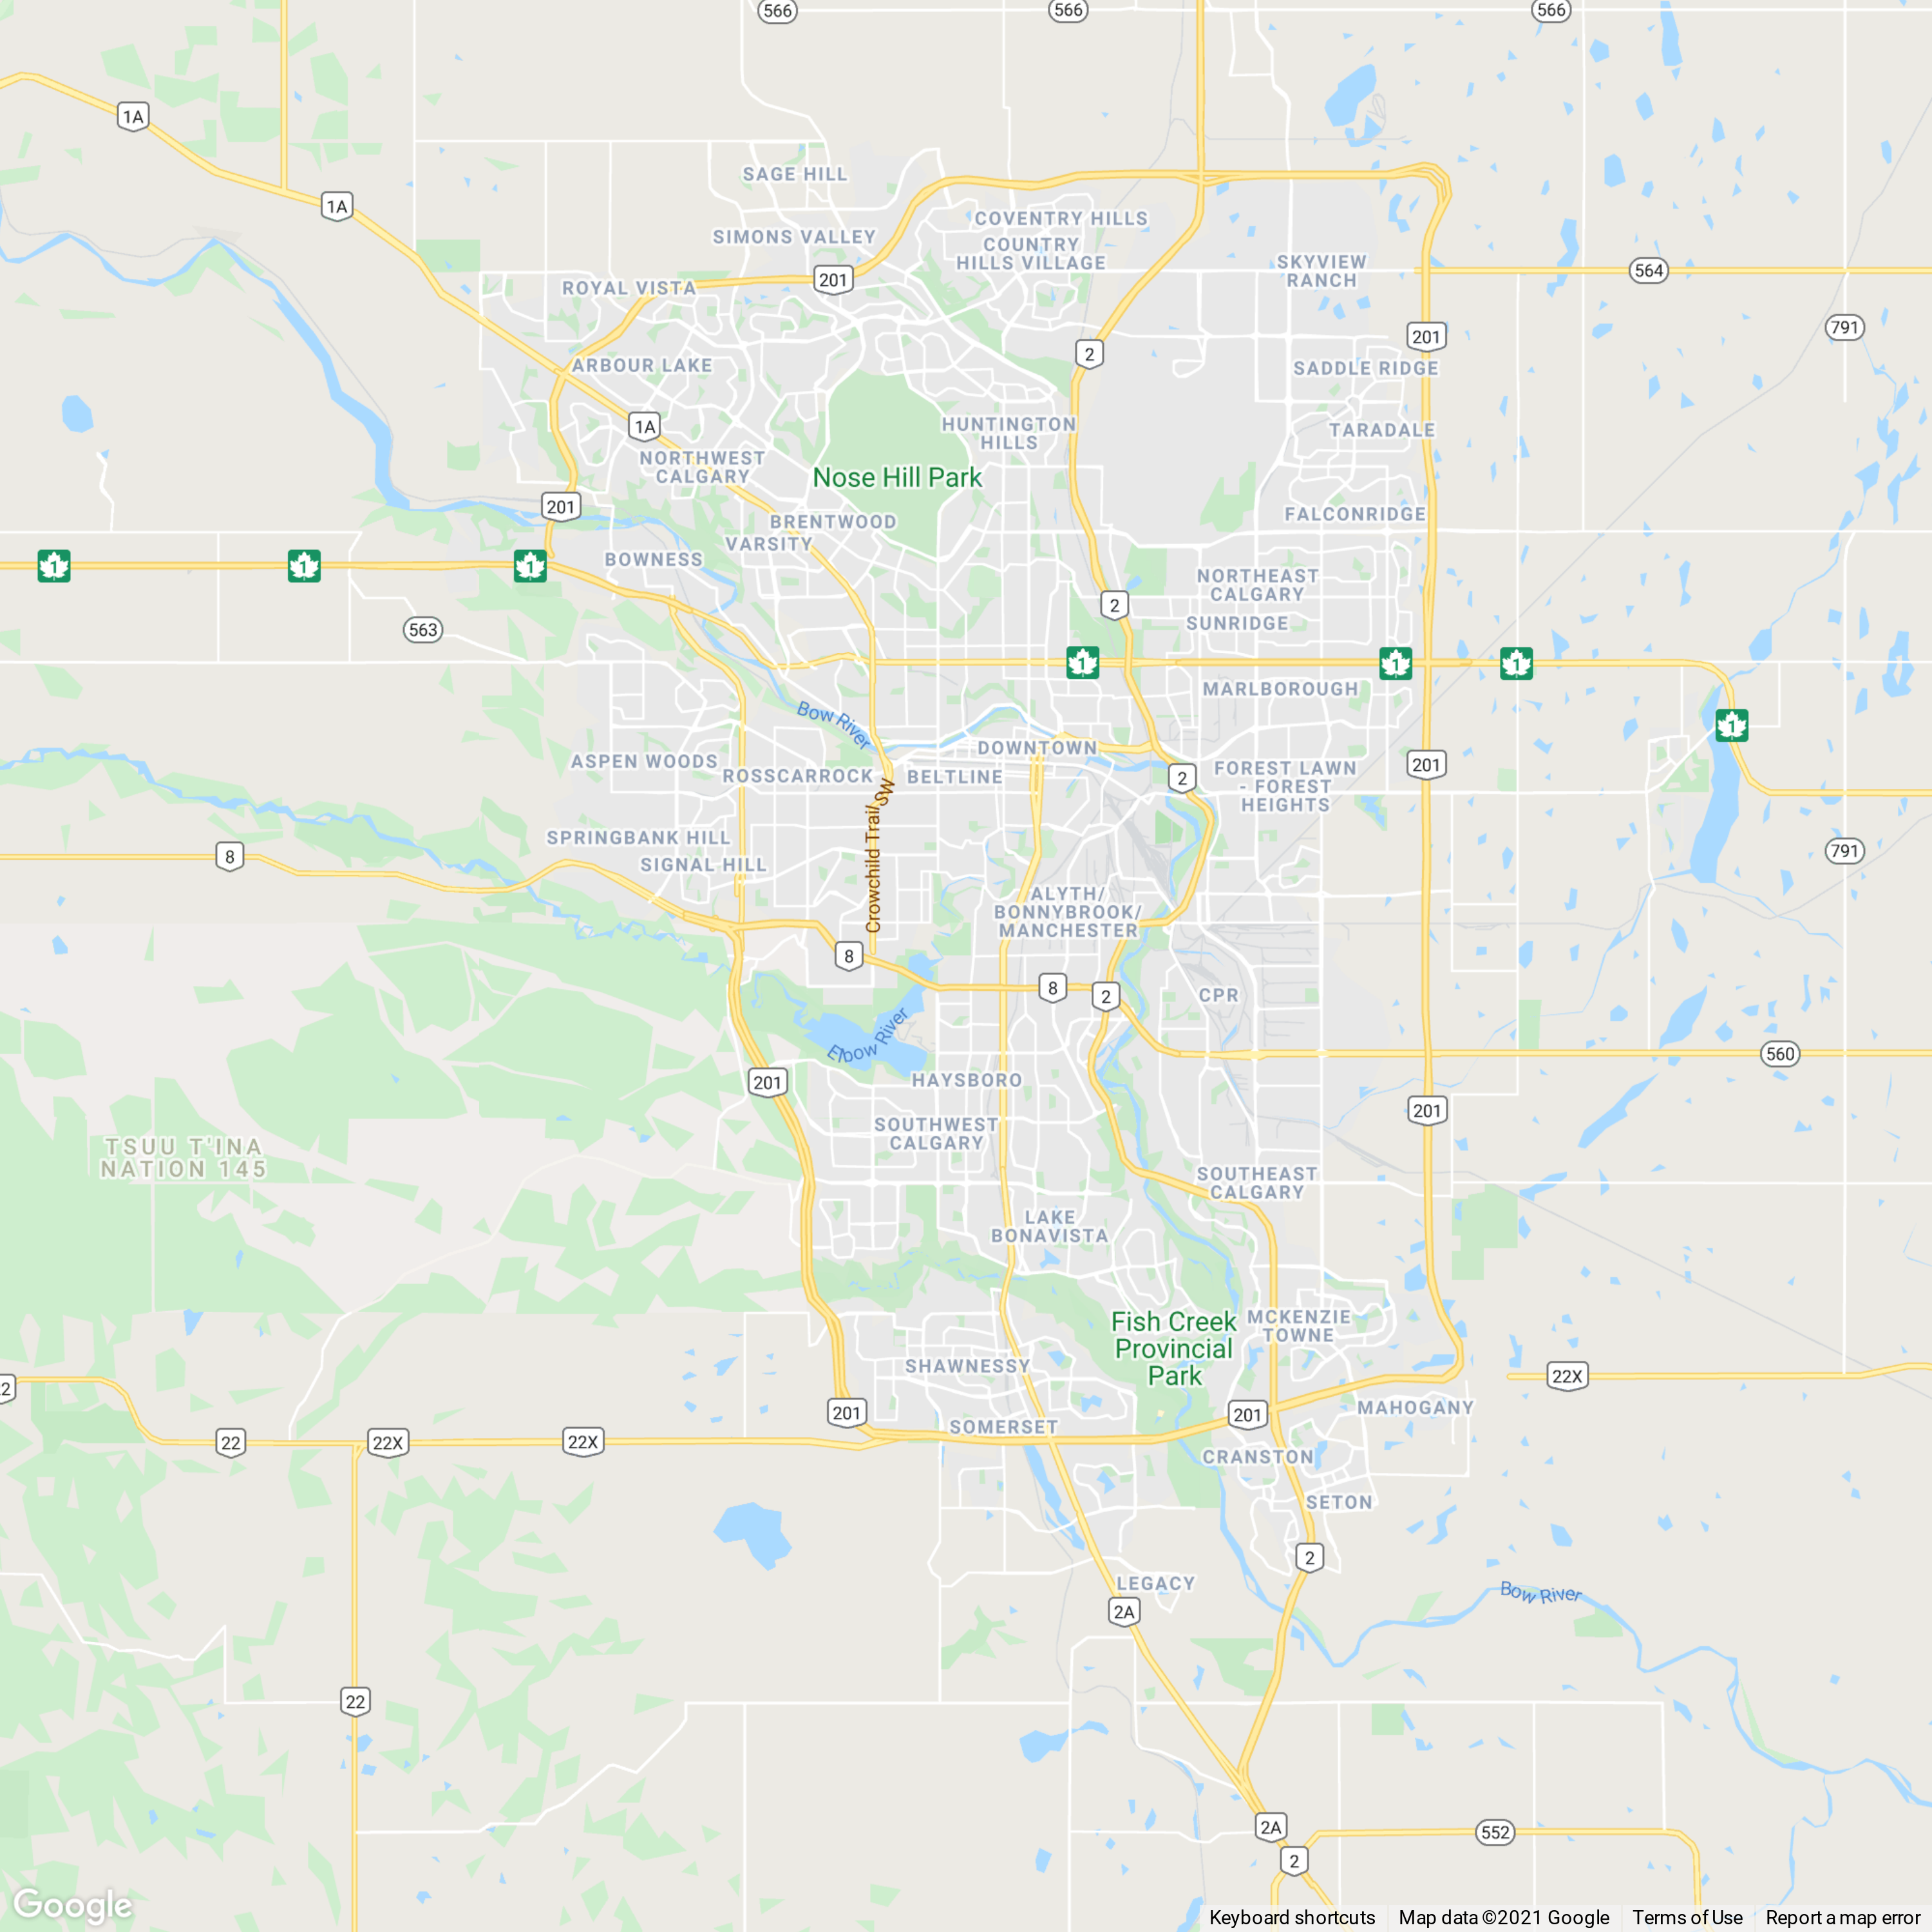 566
566
566
1A
SAGE HILL
1A
COVENTRY HILLS
SIMONS VALLEY
COUNTRY
HILLS VILLAGE
SKYVIEW
RANCH
564
201
ROYAL VISTA
791
201
2
ARBOUR LAKE
SADDLE RIDGE
1A
HUNTINGTON
HILLS
TARADALE
NORTHWEST
CALGARY
Nose Hill Park
201
FALCONRIDGE
BRENTWOOD
VARSITY
BOWNESS
1
1
1
NORTHEAST
CALGARY
2
SUNRIDGE
563
1
1
1
MARLBOROUGH
Bow River
1
DOWNTOWN
ASPEN WOODS
ROSSCARROCK
BELTLINE
2
FOREST LAWN
- FOREST
HEIGHTS
201
Crowchild Trail SW
SPRINGBANK HILL
8
SIGNAL HILL
791
ALYTH/
BONNYBROOK/
MANCHESTER
8
8
2
CPR
Elbow River
560
201
HAYSBORO
201
SOUTHWEST
CALGARY
TSUU T'INA
NATION 145
SOUTHEAST
CALGARY
LAKE
BONAVISTA
Fish Creek
Provincial
Park
MCKENZIE
TOWNE
SHAWNESSY
22X
2
201
201
MAHOGANY
SOMERSET
22
22X
22X
CRANSTON
SETON
2
LEGACY
Bow River
2A
22
2A
552
2
Google
Keyboard shortcuts
Map data ©2021 Google
Terms of Use
Report a map error